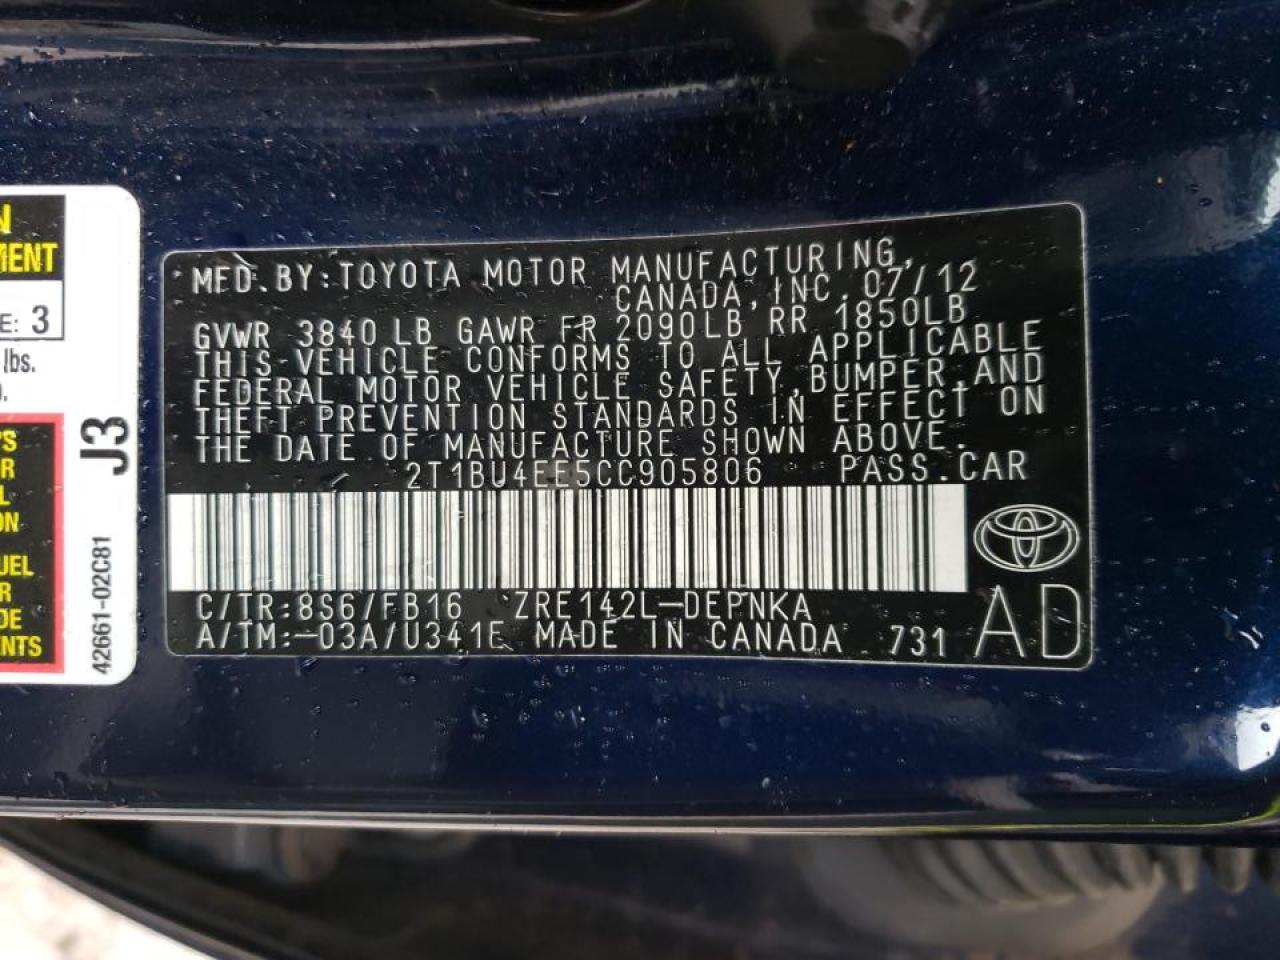 N
MENT
E: 3
lbs.
'S
R
L
ON
UEL
R
DE
NTS
J3
42661-02C81
MFD.BY:TOYOTA MOTOR MANUFACTURING,
CANADA,INC.07/12
GVWR 3840 LB GAWR FR 2090LB RR 1850LB
THIS VEHICLE CONFORMS TO ALL APPLICABLE
FEDERAL MOTOR VEHICLE SAFETY,BUMPER,AND
THEFT PREVENTION STANDARDS IN EFFECT ON
THE DATE OF MANUFACTURE SHOWN ABOVE.
2T1BU4EE5CC905806 PASS.CAR
C/TR:8S6/FB16 ZRE142L-DEPNKA
A/TM:-03A/U341E MADE IN CANADA 731
AD